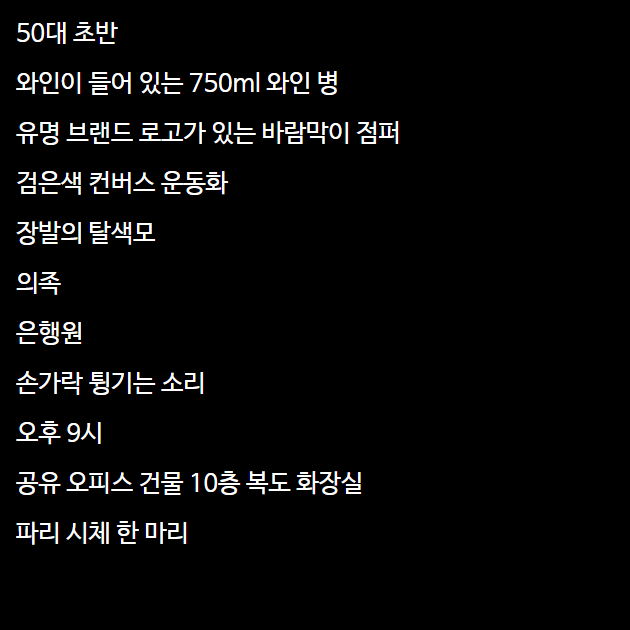 50대 초반
와인이 들어 있는 750ml 와인 병
유명 브랜드 로고가 있는 바람막이 점퍼
검은색 컨버스 운동화
장발의 탈색모
의족
은행원
손가락 튕기는 소리
오후 9시
공유 오피스 건물 10층 복도 화장실
파리 시체 한 마리